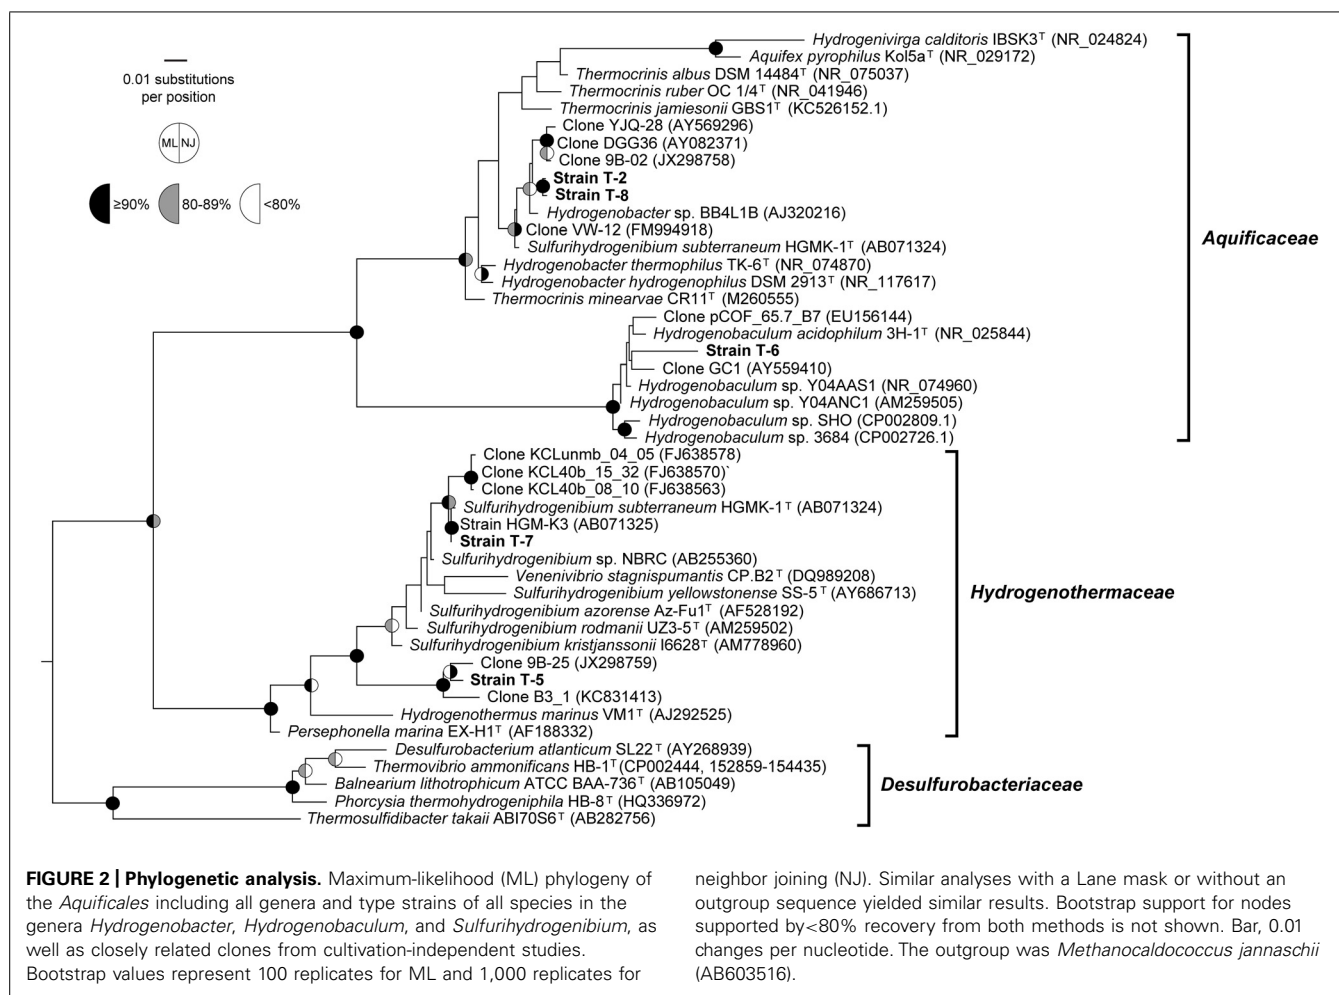 0.01 substitutions
per position
ML NJ
≥90%
80-89%
<80%
Hydrogenivirga calditoris IBSK3ᵀ (NR_024824)
Aquifex pyrophilus Kol5aᵀ (NR_029172)
Thermocrinis albus DSM 14484ᵀ (NR_075037)
Thermocrinis ruber OC 1/4ᵀ (NR_041946)
Thermocrinis jamiesonii GBS1ᵀ (KC526152.1)
Clone YJQ-28 (AY569296)
Clone DGG36 (AY082371)
Clone 9B-02 (JX298758)
Strain T-2
Strain T-8
Hydrogenobacter sp. BB4L1B (AJ320216)
Clone VW-12 (FM994918)
Sulfurihydrogenibium subterraneum HGMK-1ᵀ (AB071324)
Hydrogenobacter thermophilus TK-6ᵀ (NR_074870)
Hydrogenobacter hydrogenophilus DSM 2913ᵀ (NR_117617)
Thermocrinis minearvae CR11ᵀ (M260555)
Aquificaceae
Clone pCOF_65.7_B7 (EU156144)
Hydrogenobaculum acidophilum 3H-1ᵀ (NR_025844)
Strain T-6
Clone GC1 (AY559410)
Hydrogenobaculum sp. Y04AAS1 (NR_074960)
Hydrogenobaculum sp. Y04ANC1 (AM259505)
Hydrogenobaculum sp. SHO (CP002809.1)
Hydrogenobaculum sp. 3684 (CP002726.1)
Clone KCLunmb_04_05 (FJ638578)
Clone KCL40b_15_32 (FJ638570)`
Clone KCL40b_08_10 (FJ638563)
Sulfurihydrogenibium subterraneum HGMK-1ᵀ (AB071324)
Strain HGM-K3 (AB071325)
Strain T-7
Sulfurihydrogenibium sp. NBRC (AB255360)
Venenivibrio stagnispumantis CP.B2ᵀ (DQ989208)
Sulfurihydrogenibium yellowstonense SS-5ᵀ (AY686713)
Hydrogenothermaceae
Sulfurihydrogenibium azorense Az-Fu1ᵀ (AF528192)
Sulfurihydrogenibium rodmanii UZ3-5ᵀ (AM259502)
Sulfurihydrogenibium kristjanssonii I6628ᵀ (AM778960)
Clone 9B-25 (JX298759)
Strain T-5
Clone B3_1 (KC831413)
Hydrogenothermus marinus VM1ᵀ (AJ292525)
Persephonella marina EX-H1ᵀ (AF188332)
Desulfurobacterium atlanticum SL22ᵀ (AY268939)
Thermovibrio ammonificans HB-1ᵀ(CP002444, 152859-154435)
Balnearium lithotrophicum ATCC BAA-736ᵀ (AB105049)
Desulfurobacteriaceae
Phorcysia thermohydrogeniphila HB-8ᵀ (HQ336972)
Thermosulfidibacter takaii ABI70S6ᵀ (AB282756)
FIGURE 2 | Phylogenetic analysis. Maximum-likelihood (ML) phylogeny of
the Aquificales including all genera and type strains of all species in the
genera Hydrogenobacter, Hydrogenobaculum, and Sulfurihydrogenibium, as
well as closely related clones from cultivation-independent studies.
Bootstrap values represent 100 replicates for ML and 1,000 replicates for
neighbor joining (NJ). Similar analyses with a Lane mask or without an
outgroup sequence yielded similar results. Bootstrap support for nodes
supported by<80% recovery from both methods is not shown. Bar, 0.01
changes per nucleotide. The outgroup was Methanocaldococcus jannaschii
(AB603516).